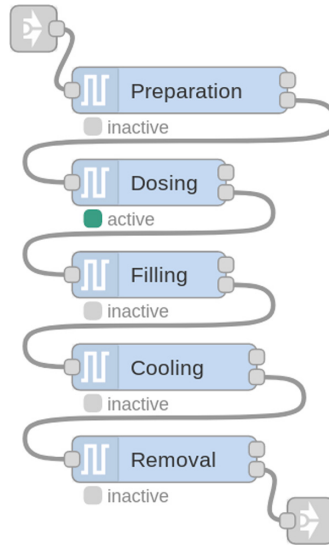 Preparation
inactive
Dosing
active
Filling
inactive
Cooling
inactive
Removal
inactive